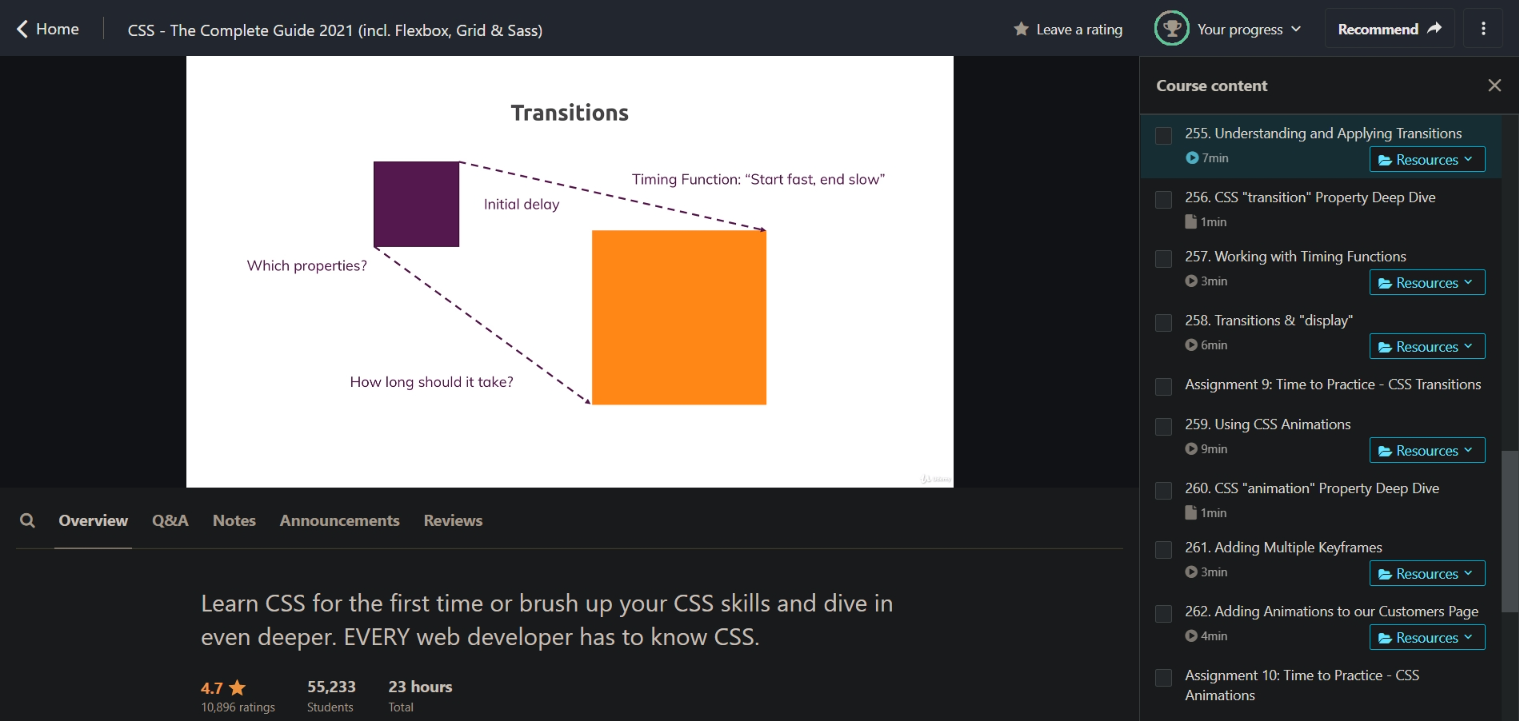 Home
CSS - The Complete Guide 2021 (incl. Flexbox, Grid & Sass)
Leave a rating
Your progress
Recommend
Transitions
Timing Function: “Start fast, end slow”
Initial delay
Which properties?
How long should it take?
Course content
255. Understanding and Applying Transitions
7min
Resources
256. CSS "transition" Property Deep Dive
1min
257. Working with Timing Functions
3min
Resources
258. Transitions & "display"
6min
Resources
Assignment 9: Time to Practice - CSS Transitions
259. Using CSS Animations
9min
Resources
260. CSS "animation" Property Deep Dive
1min
261. Adding Multiple Keyframes
3min
Resources
262. Adding Animations to our Customers Page
4min
Resources
Assignment 10: Time to Practice - CSS
Animations
Overview
Q&A
Notes
Announcements
Reviews
Learn CSS for the first time or brush up your CSS skills and dive in
even deeper. EVERY web developer has to know CSS.
4.7
10,896 ratings
55,233
Students
23 hours
Total